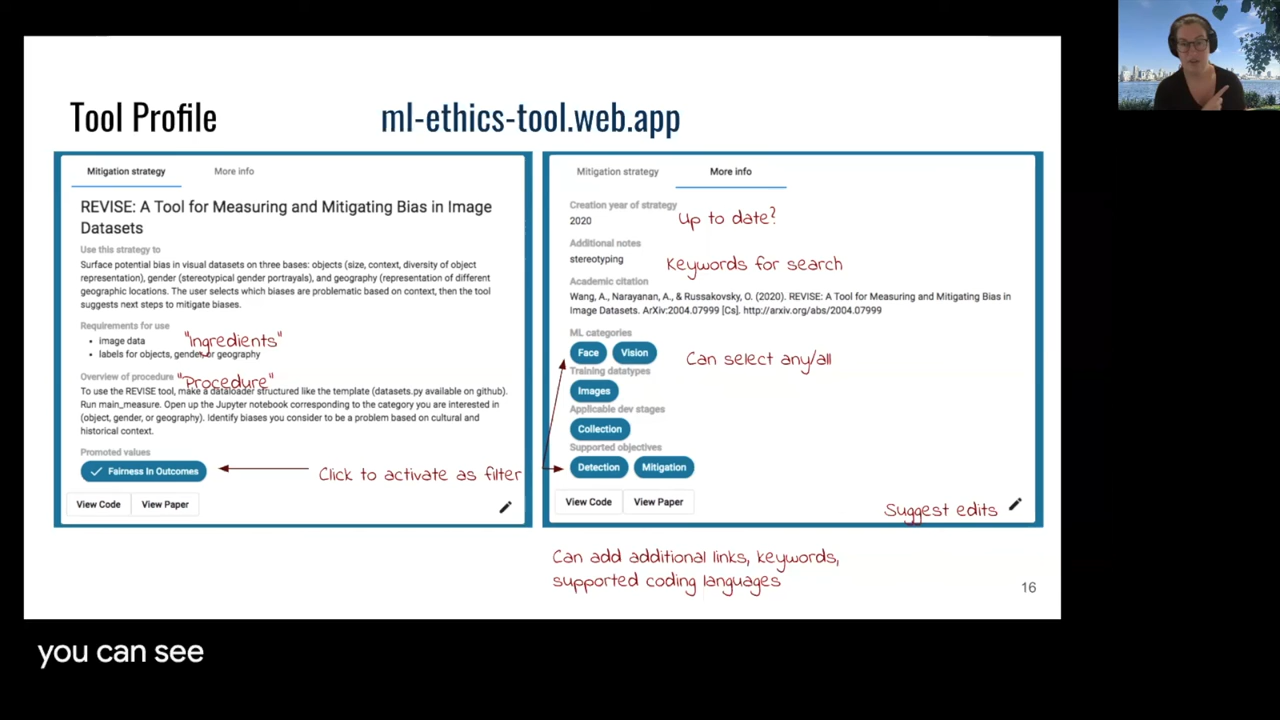 Tool Profile
ml-ethics-tool.web.app
Mitigation strategy
More info
REVISE: A Tool for Measuring and Mitigating Bias in Image
Datasets
Use this strategy to
Surface potential bias in visual datasets on three bases: objects (size, context, diversity of object
representation), gender (stereotypical gender portrayals), and geography (representation of different
geographic locations. The user selects which biases are problematic based on context, then the tool
suggests next steps to mitigate biases.
Requirements for use
"Ingredients"
• image data
• labels for objects, gender, or geography
Overview of procedure
"Procedure"
To use the REVISE tool, make a dataloader structured like the template (datasets.py available on github).
Run main_measure. Open up the Jupyter notebook corresponding to the category you are interested in
(object, gender, or geography). Identify biases you consider to be a problem based on cultural and
historical context.
Promoted values
Fairness In Outcomes
Click to activate as filter
View Code
View Paper
Mitigation strategy
More info
Creation year of strategy
2020
Up to date?
Additional notes
stereotyping
Keywords for search
Academic citation
Wang, A., Narayanan, A., & Russakovsky, O. (2020). REVISE: A Tool for Measuring and Mitigating Bias in
Image Datasets. ArXiv:2004.07999 [Cs]. http://arxiv.org/abs/2004.07999
ML categories
Face
Vision
Can select any/all
Training datatypes
Images
Applicable dev stages
Collection
Supported objectives
Detection
Mitigation
View Code
View Paper
Suggest edits
Can add additional links, keywords,
supported coding languages
16
you can see